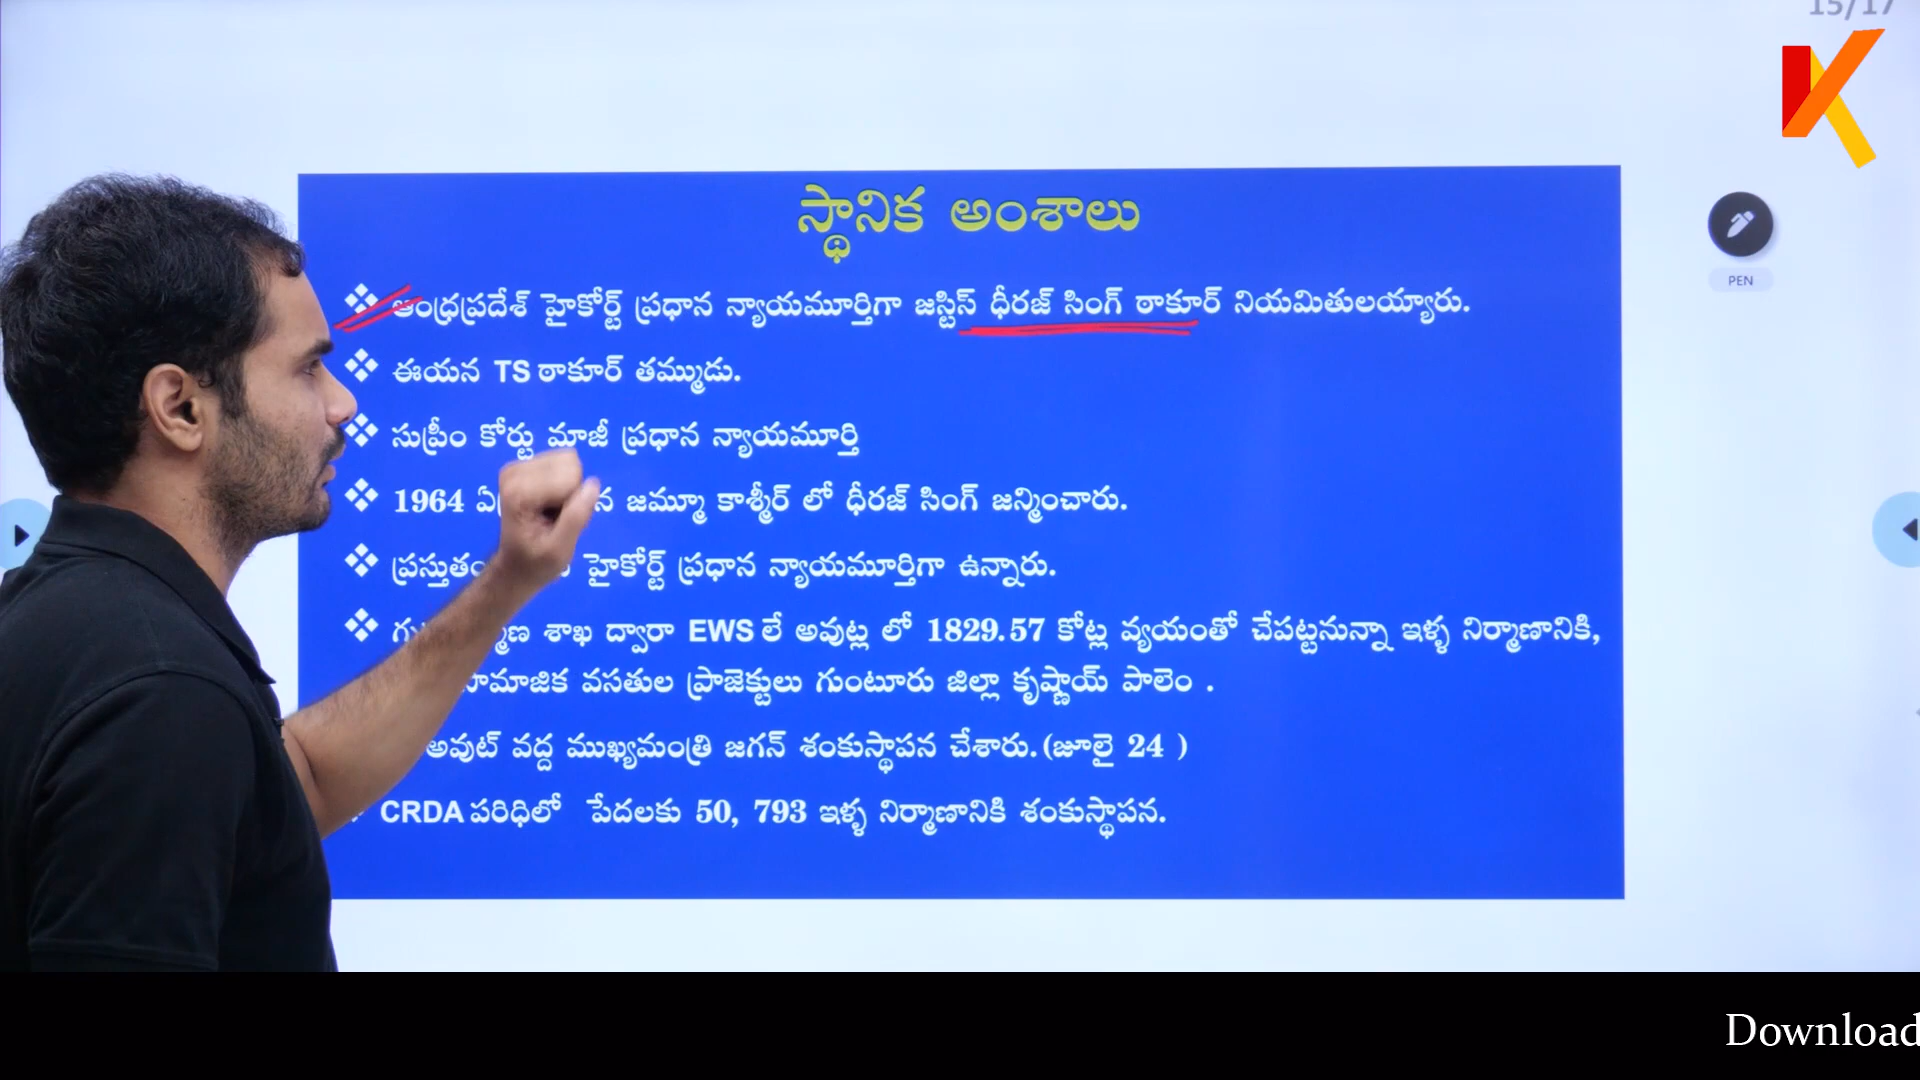 15/17
స్థానిక అంశాలు
PEN
ఆంధ్రప్రదేశ్ హైకోర్ట్ ప్రధాన న్యాయమూర్తిగా జస్టిస్ ధీరజ్ సింగ్ ఠాకూర్ నియమితులయ్యారు.
ఈయన TS ఠాకూర్ తమ్ముడు.
సుప్రీం కోర్టు మాజీ ప్రధాన న్యాయమూర్తి
1964 జమ్మూ కాశ్మీర్ లో ధీరజ్ సింగ్ జన్మించారు.
హైకోర్ట్ ప్రధాన న్యాయమూర్తిగా ఉన్నారు.
శాఖ ద్వారా EWS లే అవుట్ల లో 1829.57 కోట్ల వ్యయంతో చేపట్టనున్నా ఇళ్ళ నిర్మాణానికి,
వసతుల ప్రాజెక్టులు గుంటూరు జిల్లా కృష్ణాయ్ పాలెం .
అవుట్ వద్ద ముఖ్యమంత్రి జగన్ శంకుస్థాపన చేశారు.(జూలై 24 )
CRDA పరిధిలో పేదలకు 50, 793 ఇళ్ళ నిర్మాణానికి శంకుస్థాపన.
Download